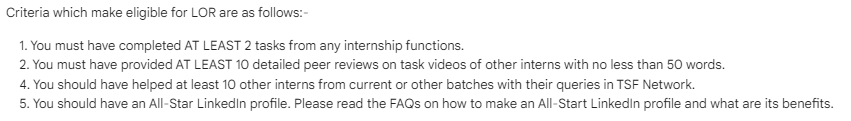 Criteria which make eligible for LOR are as follows:-
1. You must have completed AT LEAST 2 tasks from any internship functions.
2. You must have provided AT LEAST 10 detailed peer reviews on task videos of other interns with no less than 50 words.
4. You should have helped at least 10 other interns from current or other batches with their queries in TSF Network.
5. You should have an All-Star LinkedIn profile. Please read the FAQs on how to make an All-Start LinkedIn profile and what are its benefits.